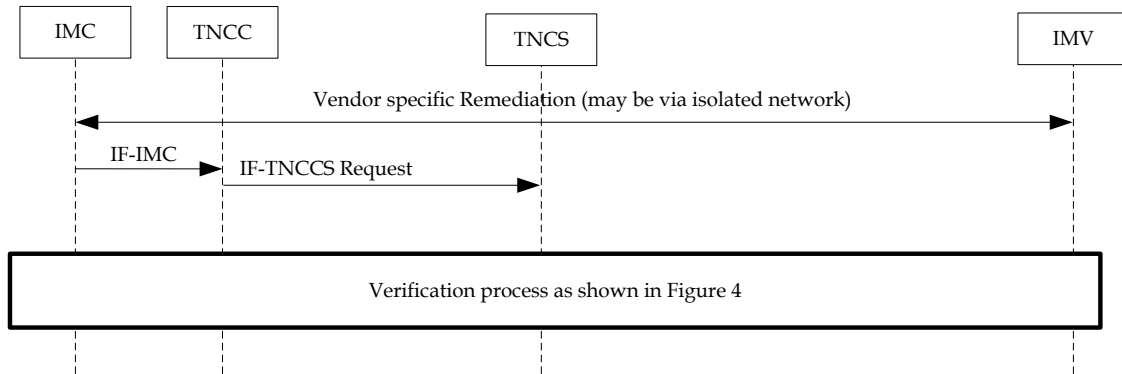 IMC
TNCC
TNCS
IMV
Vendor specific Remediation (may be via isolated network)
IF-IMC
IF-TNCCS Request
Verification process as shown in Figure 4